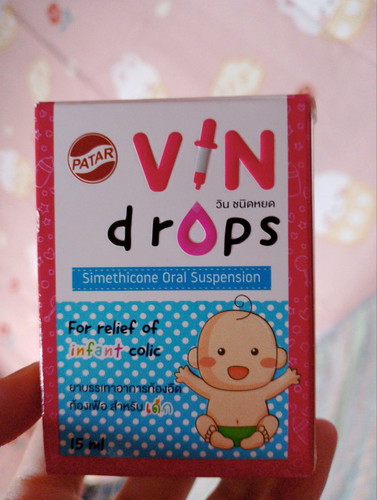 PATAR
VIN
วิน ชนิดหยด
drops
Simethicone Oral Suspension
For relief of
infant colic
ยาบรรเทาอาการท้องอืด
ท้องเฟ้อ สำหรับเด็ก
15 ml